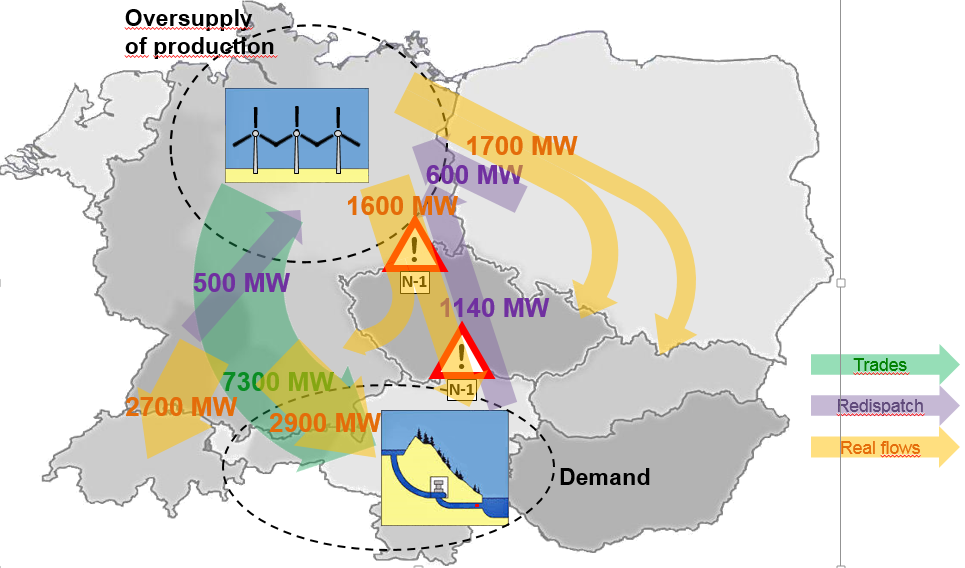 Oversupply
of production
1700 MW
600 MW
1600 MW
!
N-1
500 MW
1140 MW
!
N-1
7300 MW
2700 MW
2900 MW
Demand
Trades
Redispatch
Real flows